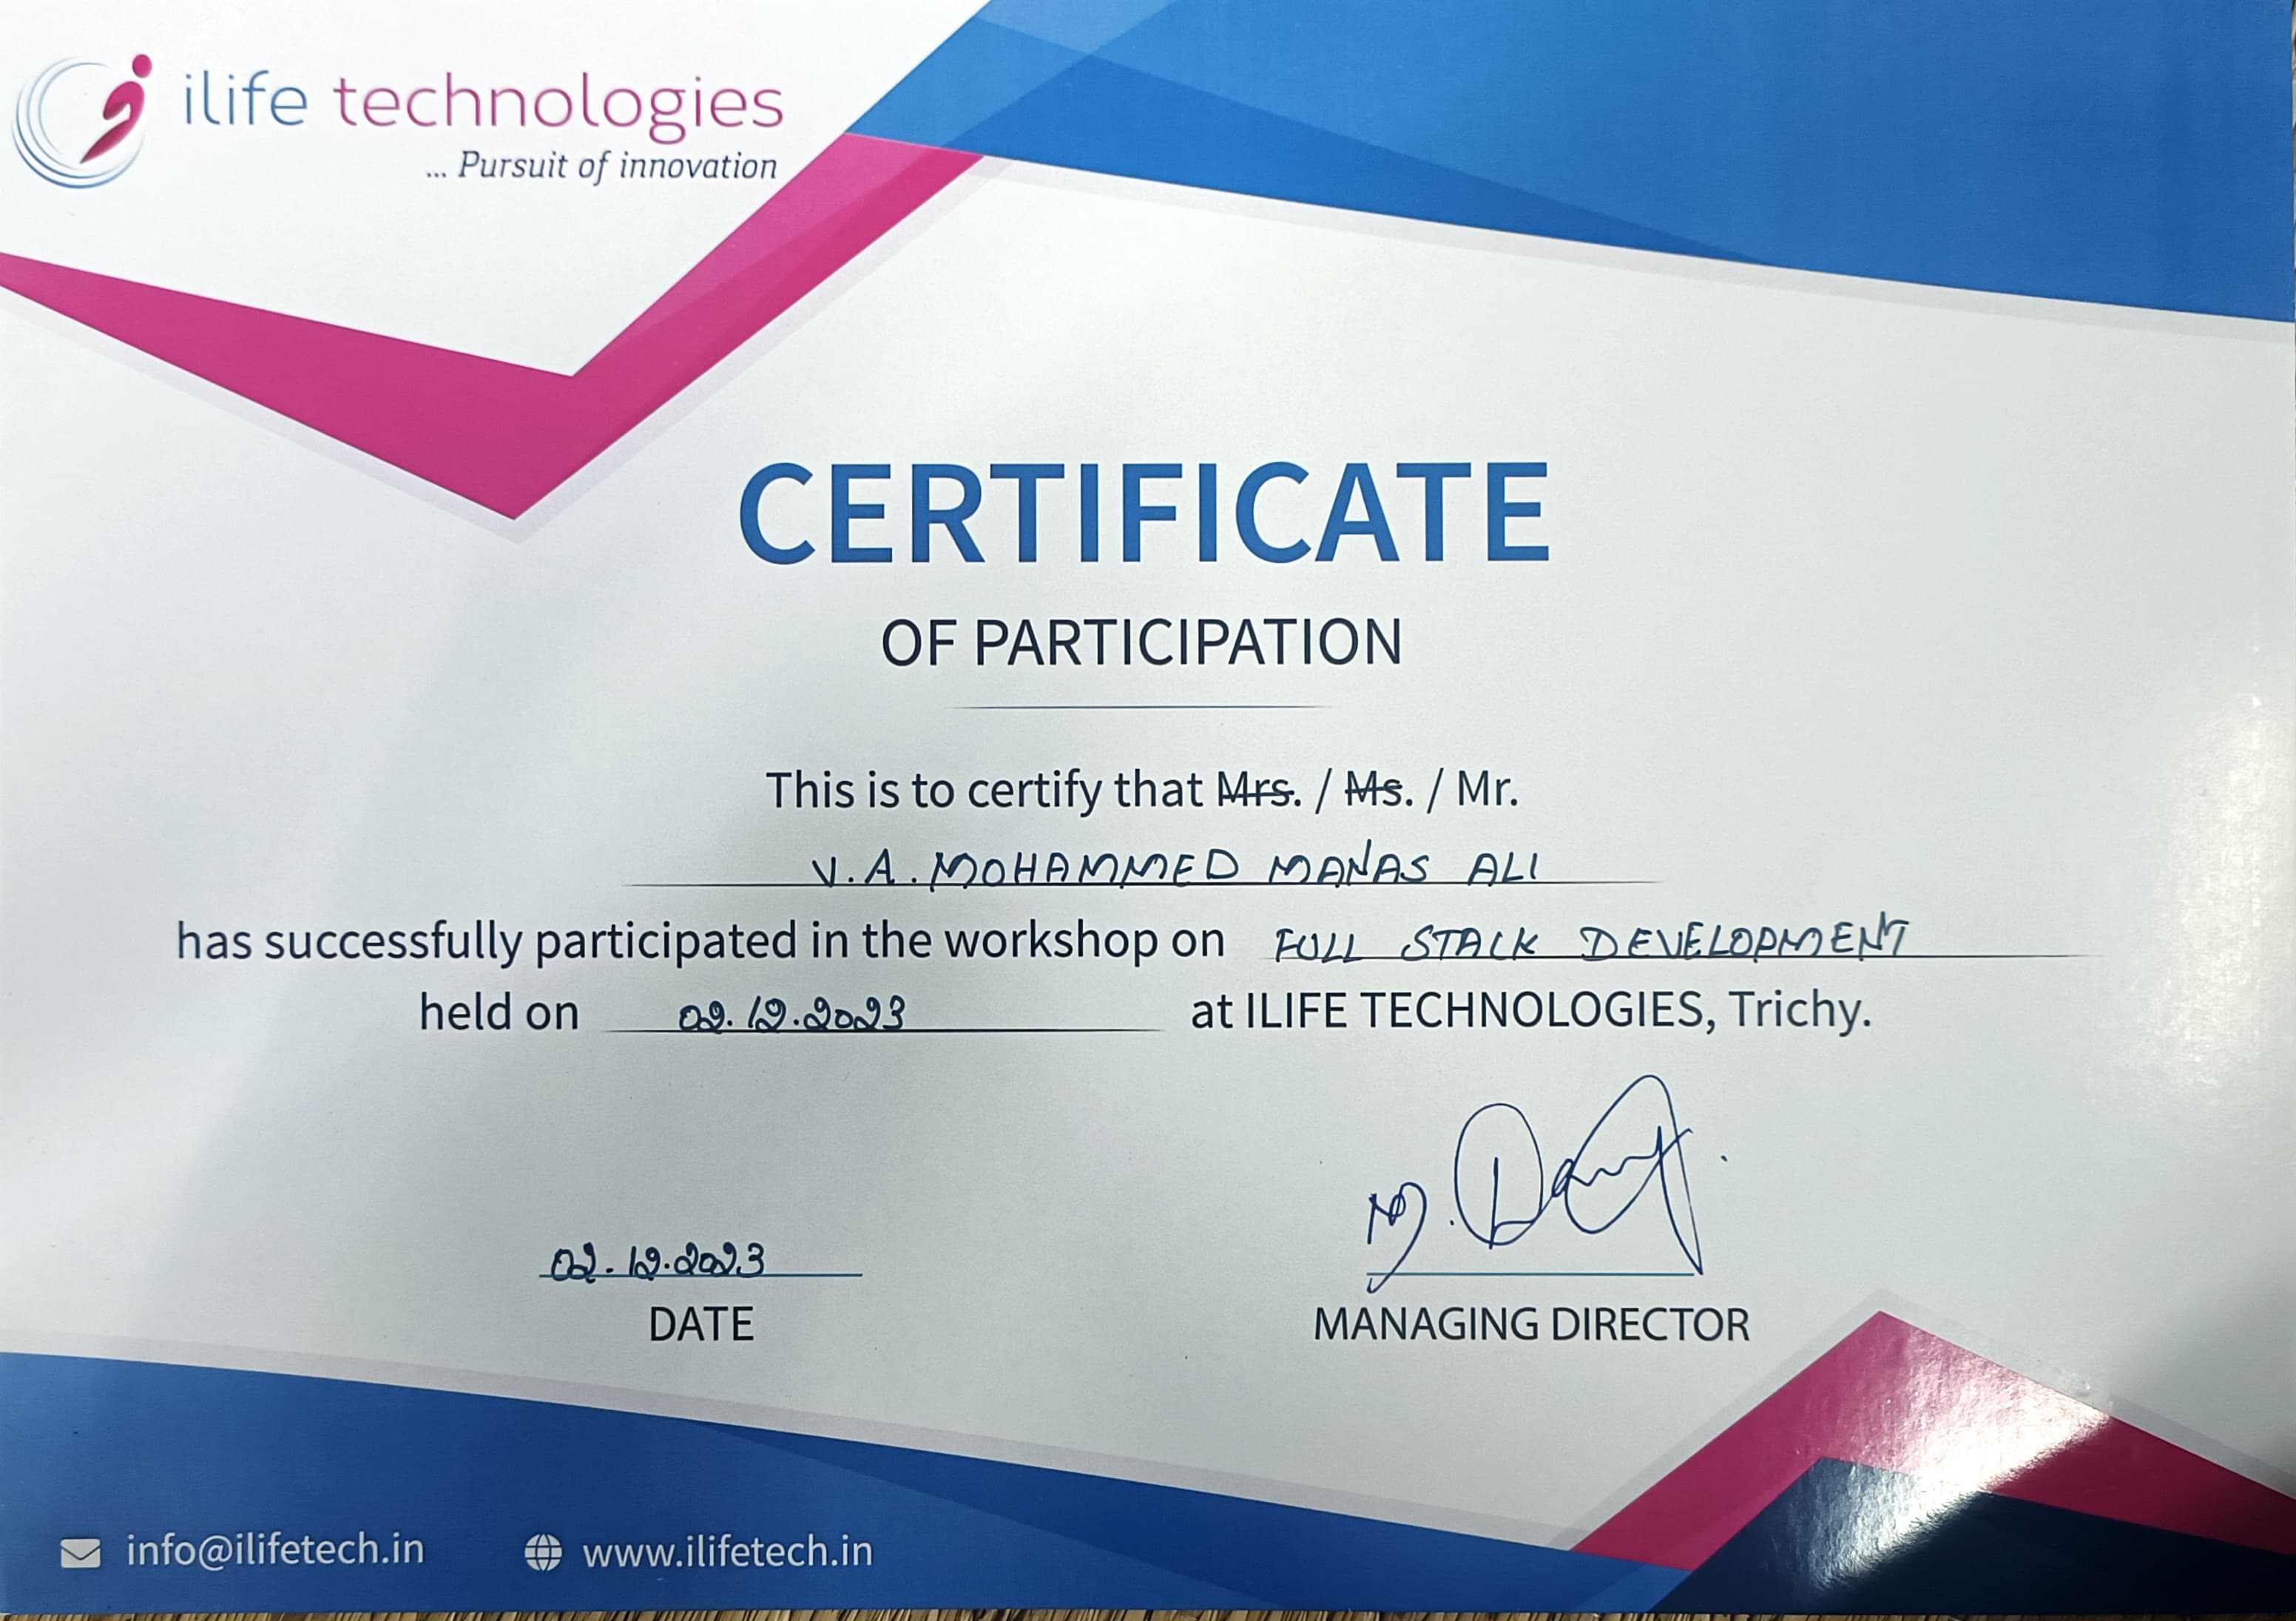 ilife technologies
... Pursuit of innovation
CERTIFICATE
OF PARTICIPATION
This is to certify that Mrs. / Ms. / Mr.
V.A. MOHAMMED MANAS ALI
has successfully participated in the workshop on FULL STACK DEVELOPMENT
held on 02.12.2023 at ILIFE TECHNOLOGIES, Trichy.
02.12.2023
DATE
MANAGING DIRECTOR
info@ilifetech.in www.ilifetech.in